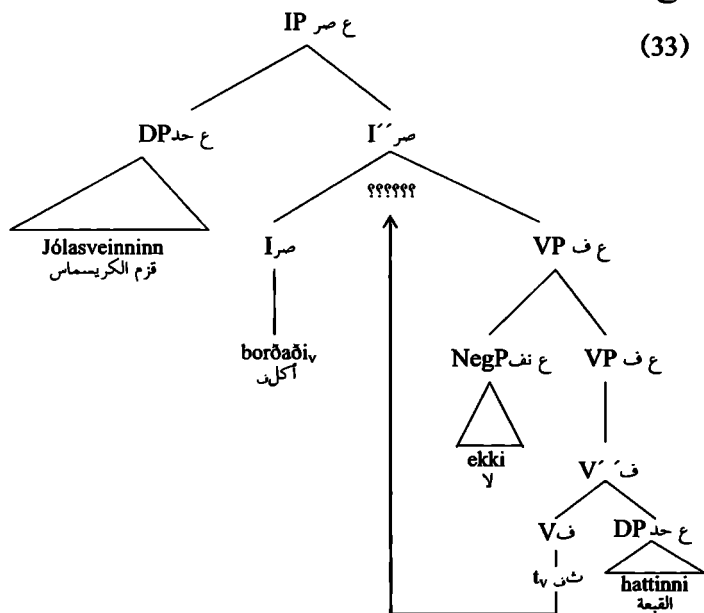 (33)
IP ع صر
DP ع حد
I´´ صر
؟؟؟؟؟؟
Jólasveinninn
قزم الكريسماس
I صر
VP ع ف
borðaðiᵥ
أكلف
NegP ع نف
VP ع ف
ekki
لا
V´´ ف
V ف
DP ع حد
tᵥ ثف
hattinni
القبعة